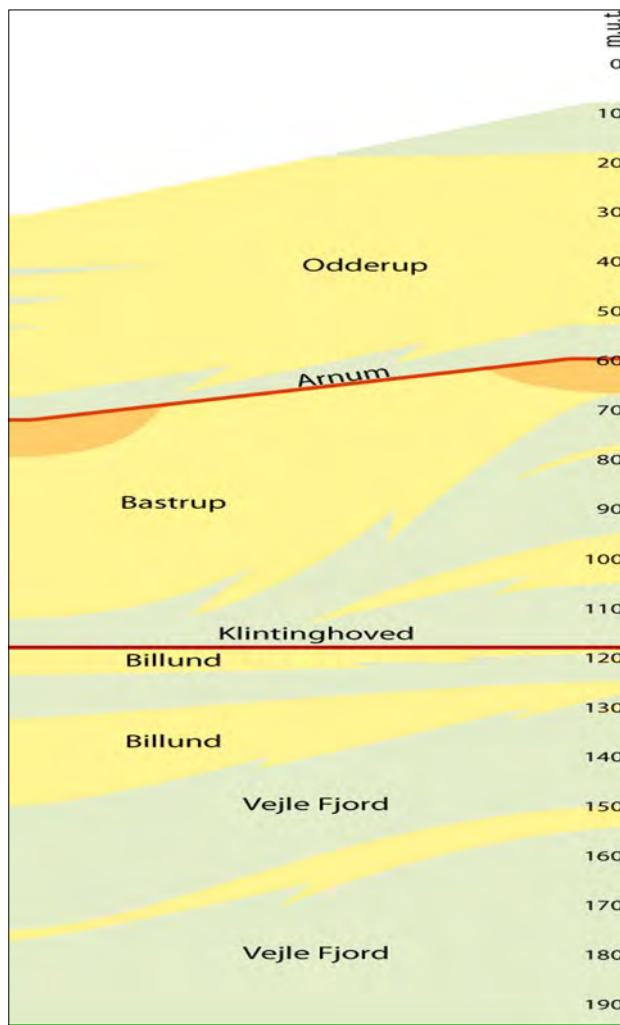 m.u.t.
0
10
20
30
Odderup
40
50
60
Arnum
70
80
Bastrup
90
100
110
Klintinghoved
Billund
120
130
Billund
140
Vejle Fjord
150
160
170
Vejle Fjord
180
190